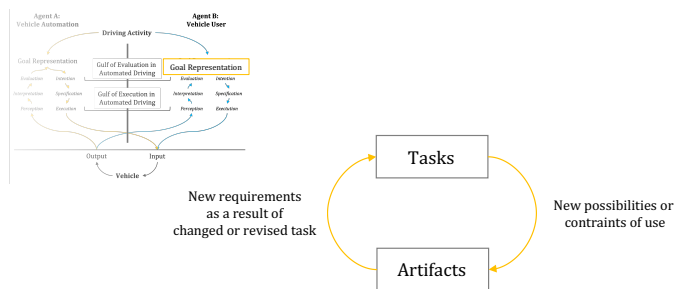 Agent A:
Vehicle Automation
Agent B:
Vehicle User
Driving Activity
Goal Representation
Gulf of Evaluation in
Automated Driving
Goal Representation
Evaluation
Intention
Evaluation
Intention
Gulf of Execution in
Automated Driving
Interpretation
Specification
Interpretation
Specification
Perception
Execution
Perception
Execution
Output
Input
Vehicle
Tasks
New requirements
as a result of
changed or revised task
New possibilities or
contraints of use
Artifacts